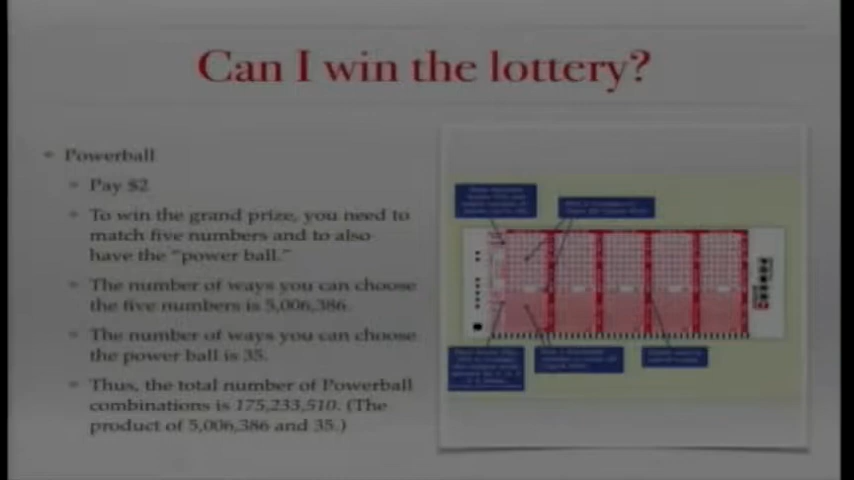 Can I win the lottery?
Powerball
Pay $2
To win the grand prize, you need to
match five numbers and to also
have the "power ball."
The number of ways you can choose
the five numbers is 5,006,386.
The number of ways you can choose
the power ball is 35.
Thus, the total number of Powerball
combinations is 175,233,510. (The
product of 5,006,386 and 35.)